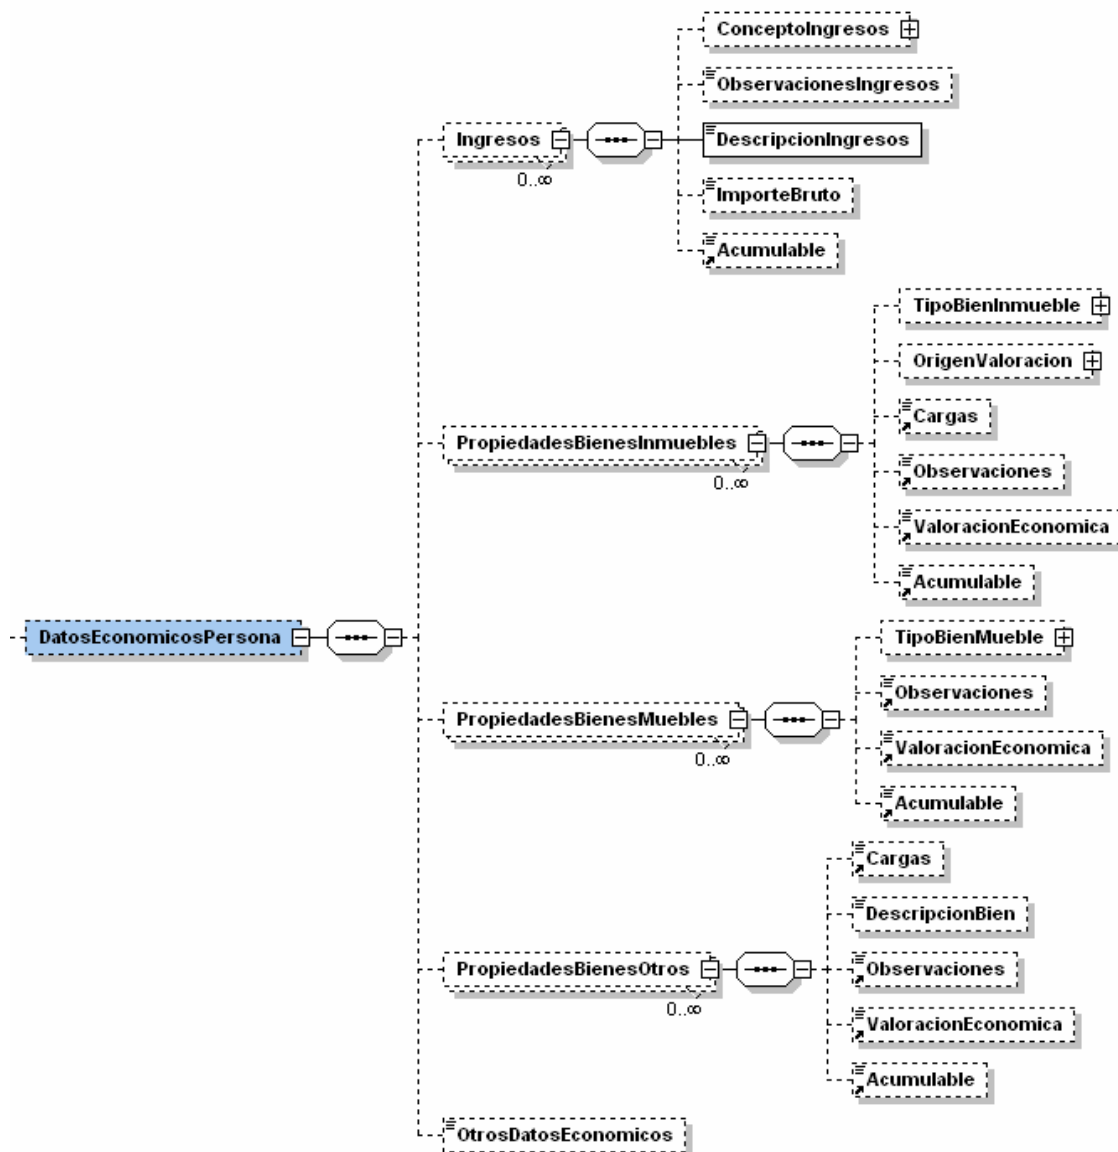 ConceptoIngresos
ObservacionesIngresos
Ingresos
DescripcionIngresos
0..∞
ImporteBruto
Acumulable
TipoBienInmueble
OrigenValoracion
Cargas
PropiedadesBienesInmuebles
Observaciones
0..∞
ValoracionEconomica
Acumulable
DatosEconomicosPersona
TipoBienMueble
Observaciones
PropiedadesBienesMuebles
ValoracionEconomica
0..∞
Acumulable
Cargas
DescripcionBien
PropiedadesBienesOtros
Observaciones
0..∞
ValoracionEconomica
Acumulable
OtrosDatosEconomicos